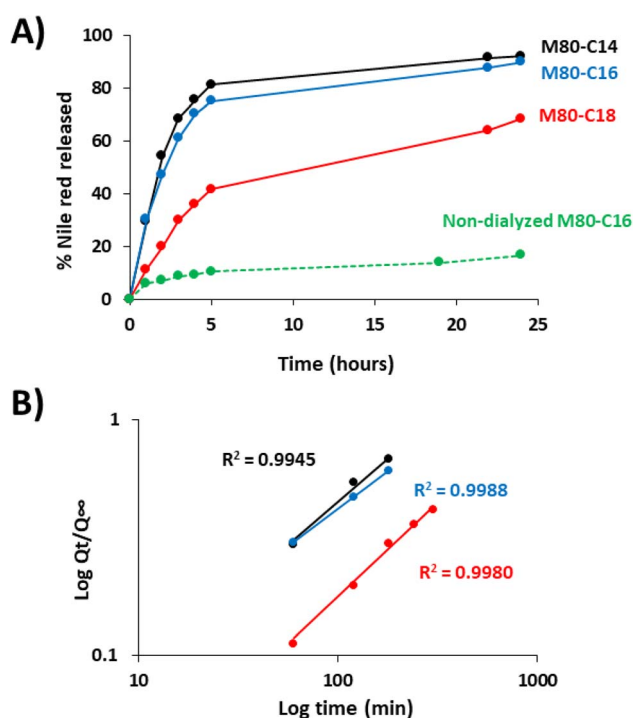 A)
100
80
60
40
20
0
% Nile red released
0 5 10 15 20 25
Time (hours)
M80-C14
M80-C16
M80-C18
Non-dialyzed M80-C16
B)
1
0.1
Log Qt/Q∞
R² = 0.9945
R² = 0.9988
R² = 0.9980
10 100 1000
Log time (min)